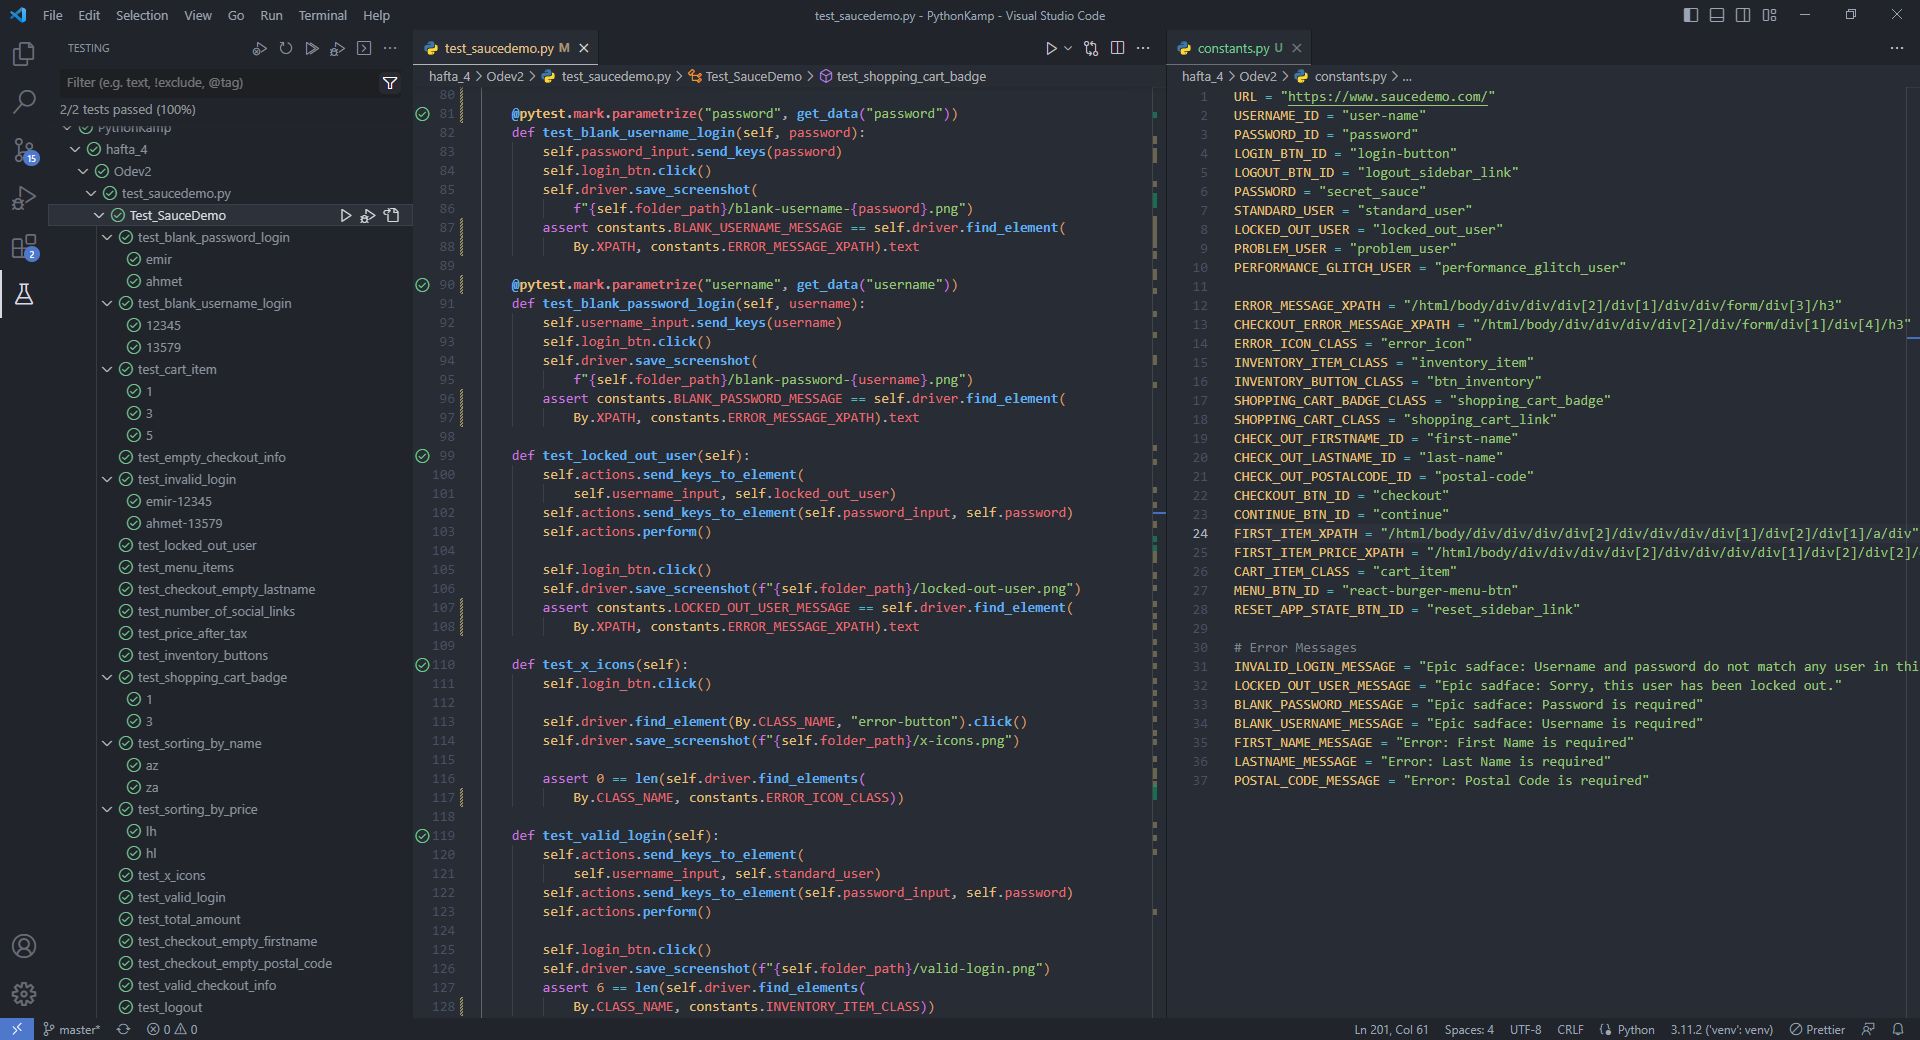 File Edit Selection View Go Run Terminal Help
test_saucedemo.py - PythonKamp - Visual Studio Code
TESTING
Filter (e.g. text, !exclude, @tag)
2/2 tests passed (100%)
PythonKamp
hafta_4
Odev2
test_saucedemo.py
Test_SauceDemo
test_blank_password_login
emir
ahmet
test_blank_username_login
12345
13579
test_cart_item
1
3
5
test_empty_checkout_info
test_invalid_login
emir-12345
ahmet-13579
test_locked_out_user
test_menu_items
test_checkout_empty_lastname
test_number_of_social_links
test_price_after_tax
test_inventory_buttons
test_shopping_cart_badge
1
3
test_sorting_by_name
az
za
test_sorting_by_price
lh
hl
test_x_icons
test_valid_login
test_total_amount
test_checkout_empty_firstname
test_checkout_empty_postal_code
test_valid_checkout_info
test_logout
15
2
test_saucedemo.py M
hafta_4 > Odev2 > test_saucedemo.py > Test_SauceDemo > test_shopping_cart_badge
80
81 @pytest.mark.parametrize("password", get_data("password"))
82 def test_blank_username_login(self, password):
83 self.password_input.send_keys(password)
84 self.login_btn.click()
85 self.driver.save_screenshot(
86 f"{self.folder_path}/blank-username-{password}.png")
87 assert constants.BLANK_USERNAME_MESSAGE == self.driver.find_element(
88 By.XPATH, constants.ERROR_MESSAGE_XPATH).text
89
90 @pytest.mark.parametrize("username", get_data("username"))
91 def test_blank_password_login(self, username):
92 self.username_input.send_keys(username)
93 self.login_btn.click()
94 self.driver.save_screenshot(
95 f"{self.folder_path}/blank-password-{username}.png")
96 assert constants.BLANK_PASSWORD_MESSAGE == self.driver.find_element(
97 By.XPATH, constants.ERROR_MESSAGE_XPATH).text
98
99 def test_locked_out_user(self):
100 self.actions.send_keys_to_element(
101 self.username_input, self.locked_out_user)
102 self.actions.send_keys_to_element(self.password_input, self.password)
103 self.actions.perform()
104
105 self.login_btn.click()
106 self.driver.save_screenshot(f"{self.folder_path}/locked-out-user.png")
107 assert constants.LOCKED_OUT_USER_MESSAGE == self.driver.find_element(
108 By.XPATH, constants.ERROR_MESSAGE_XPATH).text
109
110 def test_x_icons(self):
111 self.login_btn.click()
112
113 self.driver.find_element(By.CLASS_NAME, "error-button").click()
114 self.driver.save_screenshot(f"{self.folder_path}/x-icons.png")
115
116 assert 0 == len(self.driver.find_elements(
117 By.CLASS_NAME, constants.ERROR_ICON_CLASS))
118
119 def test_valid_login(self):
120 self.actions.send_keys_to_element(
121 self.username_input, self.standard_user)
122 self.actions.send_keys_to_element(self.password_input, self.password)
123 self.actions.perform()
124
125 self.login_btn.click()
126 self.driver.save_screenshot(f"{self.folder_path}/valid-login.png")
127 assert 6 == len(self.driver.find_elements(
128 By.CLASS_NAME, constants.INVENTORY_ITEM_CLASS))
constants.py U
hafta_4 > Odev2 > constants.py > ...
1 URL = "https://www.saucedemo.com/"
2 USERNAME_ID = "user-name"
3 PASSWORD_ID = "password"
4 LOGIN_BTN_ID = "login-button"
5 LOGOUT_BTN_ID = "logout_sidebar_link"
6 PASSWORD = "secret_sauce"
7 STANDARD_USER = "standard_user"
8 LOCKED_OUT_USER = "locked_out_user"
9 PROBLEM_USER = "problem_user"
10 PERFORMANCE_GLITCH_USER = "performance_glitch_user"
11
12 ERROR_MESSAGE_XPATH = "/html/body/div/div/div[2]/div[1]/div/div/form/div[3]/h3"
13 CHECKOUT_ERROR_MESSAGE_XPATH = "/html/body/div/div/div/div[2]/div/form/div[1]/div[4]/h3"
14 ERROR_ICON_CLASS = "error_icon"
15 INVENTORY_ITEM_CLASS = "inventory_item"
16 INVENTORY_BUTTON_CLASS = "btn_inventory"
17 SHOPPING_CART_BADGE_CLASS = "shopping_cart_badge"
18 SHOPPING_CART_CLASS = "shopping_cart_link"
19 CHECK_OUT_FIRSTNAME_ID = "first-name"
20 CHECK_OUT_LASTNAME_ID = "last-name"
21 CHECK_OUT_POSTALCODE_ID = "postal-code"
22 CHECKOUT_BTN_ID = "checkout"
23 CONTINUE_BTN_ID = "continue"
24 FIRST_ITEM_XPATH = "/html/body/div/div/div/div[2]/div/div/div/div[1]/div[2]/div[1]/a/div"
25 FIRST_ITEM_PRICE_XPATH = "/html/body/div/div/div/div[2]/div/div/div/div[1]/div[2]/div[2]/
26 CART_ITEM_CLASS = "cart_item"
27 MENU_BTN_ID = "react-burger-menu-btn"
28 RESET_APP_STATE_BTN_ID = "reset_sidebar_link"
29
30 # Error Messages
31 INVALID_LOGIN_MESSAGE = "Epic sadface: Username and password do not match any user in thi
32 LOCKED_OUT_USER_MESSAGE = "Epic sadface: Sorry, this user has been locked out."
33 BLANK_PASSWORD_MESSAGE = "Epic sadface: Password is required"
34 BLANK_USERNAME_MESSAGE = "Epic sadface: Username is required"
35 FIRST_NAME_MESSAGE = "Error: First Name is required"
36 LASTNAME_MESSAGE = "Error: Last Name is required"
37 POSTAL_CODE_MESSAGE = "Error: Postal Code is required"
master* 0 0
Ln 201, Col 61 Spaces: 4 UTF-8 CRLF Python 3.11.2 ('venv': venv) Prettier